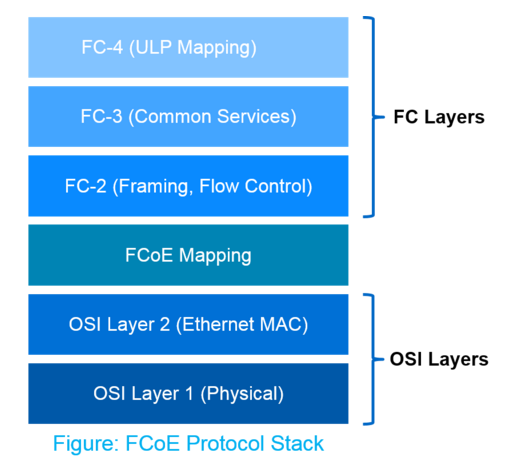 FC-4 (ULP Mapping)
FC-3 (Common Services)
FC Layers
FC-2 (Framing, Flow Control)
FCoE Mapping
OSI Layer 2 (Ethernet MAC)
OSI Layers
OSI Layer 1 (Physical)
Figure: FCoE Protocol Stack